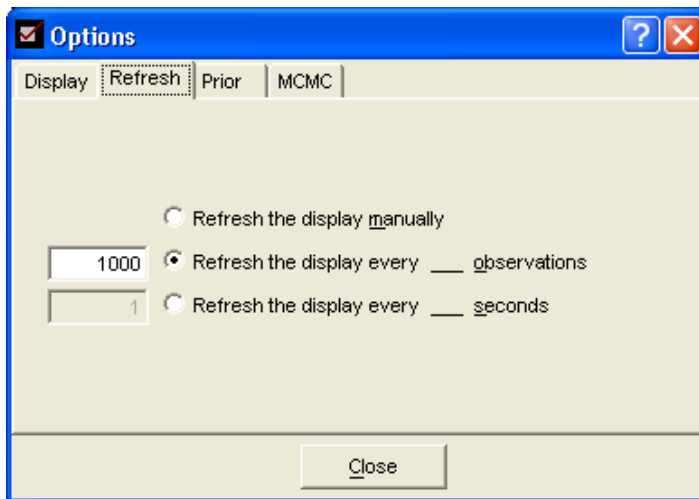 Options
Display Refresh Prior MCMC
Refresh the display manually
1000 Refresh the display every ___ observations
1 Refresh the display every ___ seconds
Close